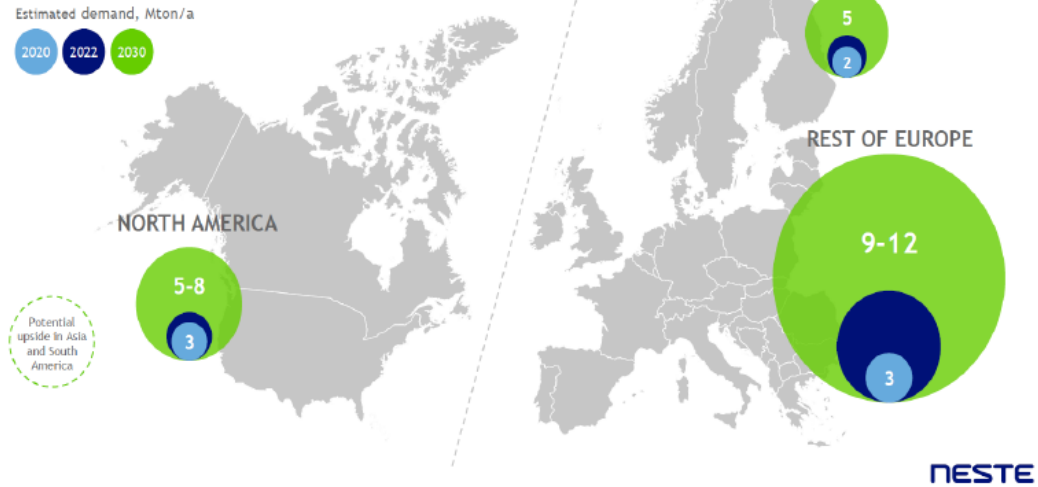 Estimated demand, Mton/a
2020 2022 2030
5
2
REST OF EUROPE
9-12
3
NORTH AMERICA
5-8
3
Potential
upside in Asia
and South
America
NESTE